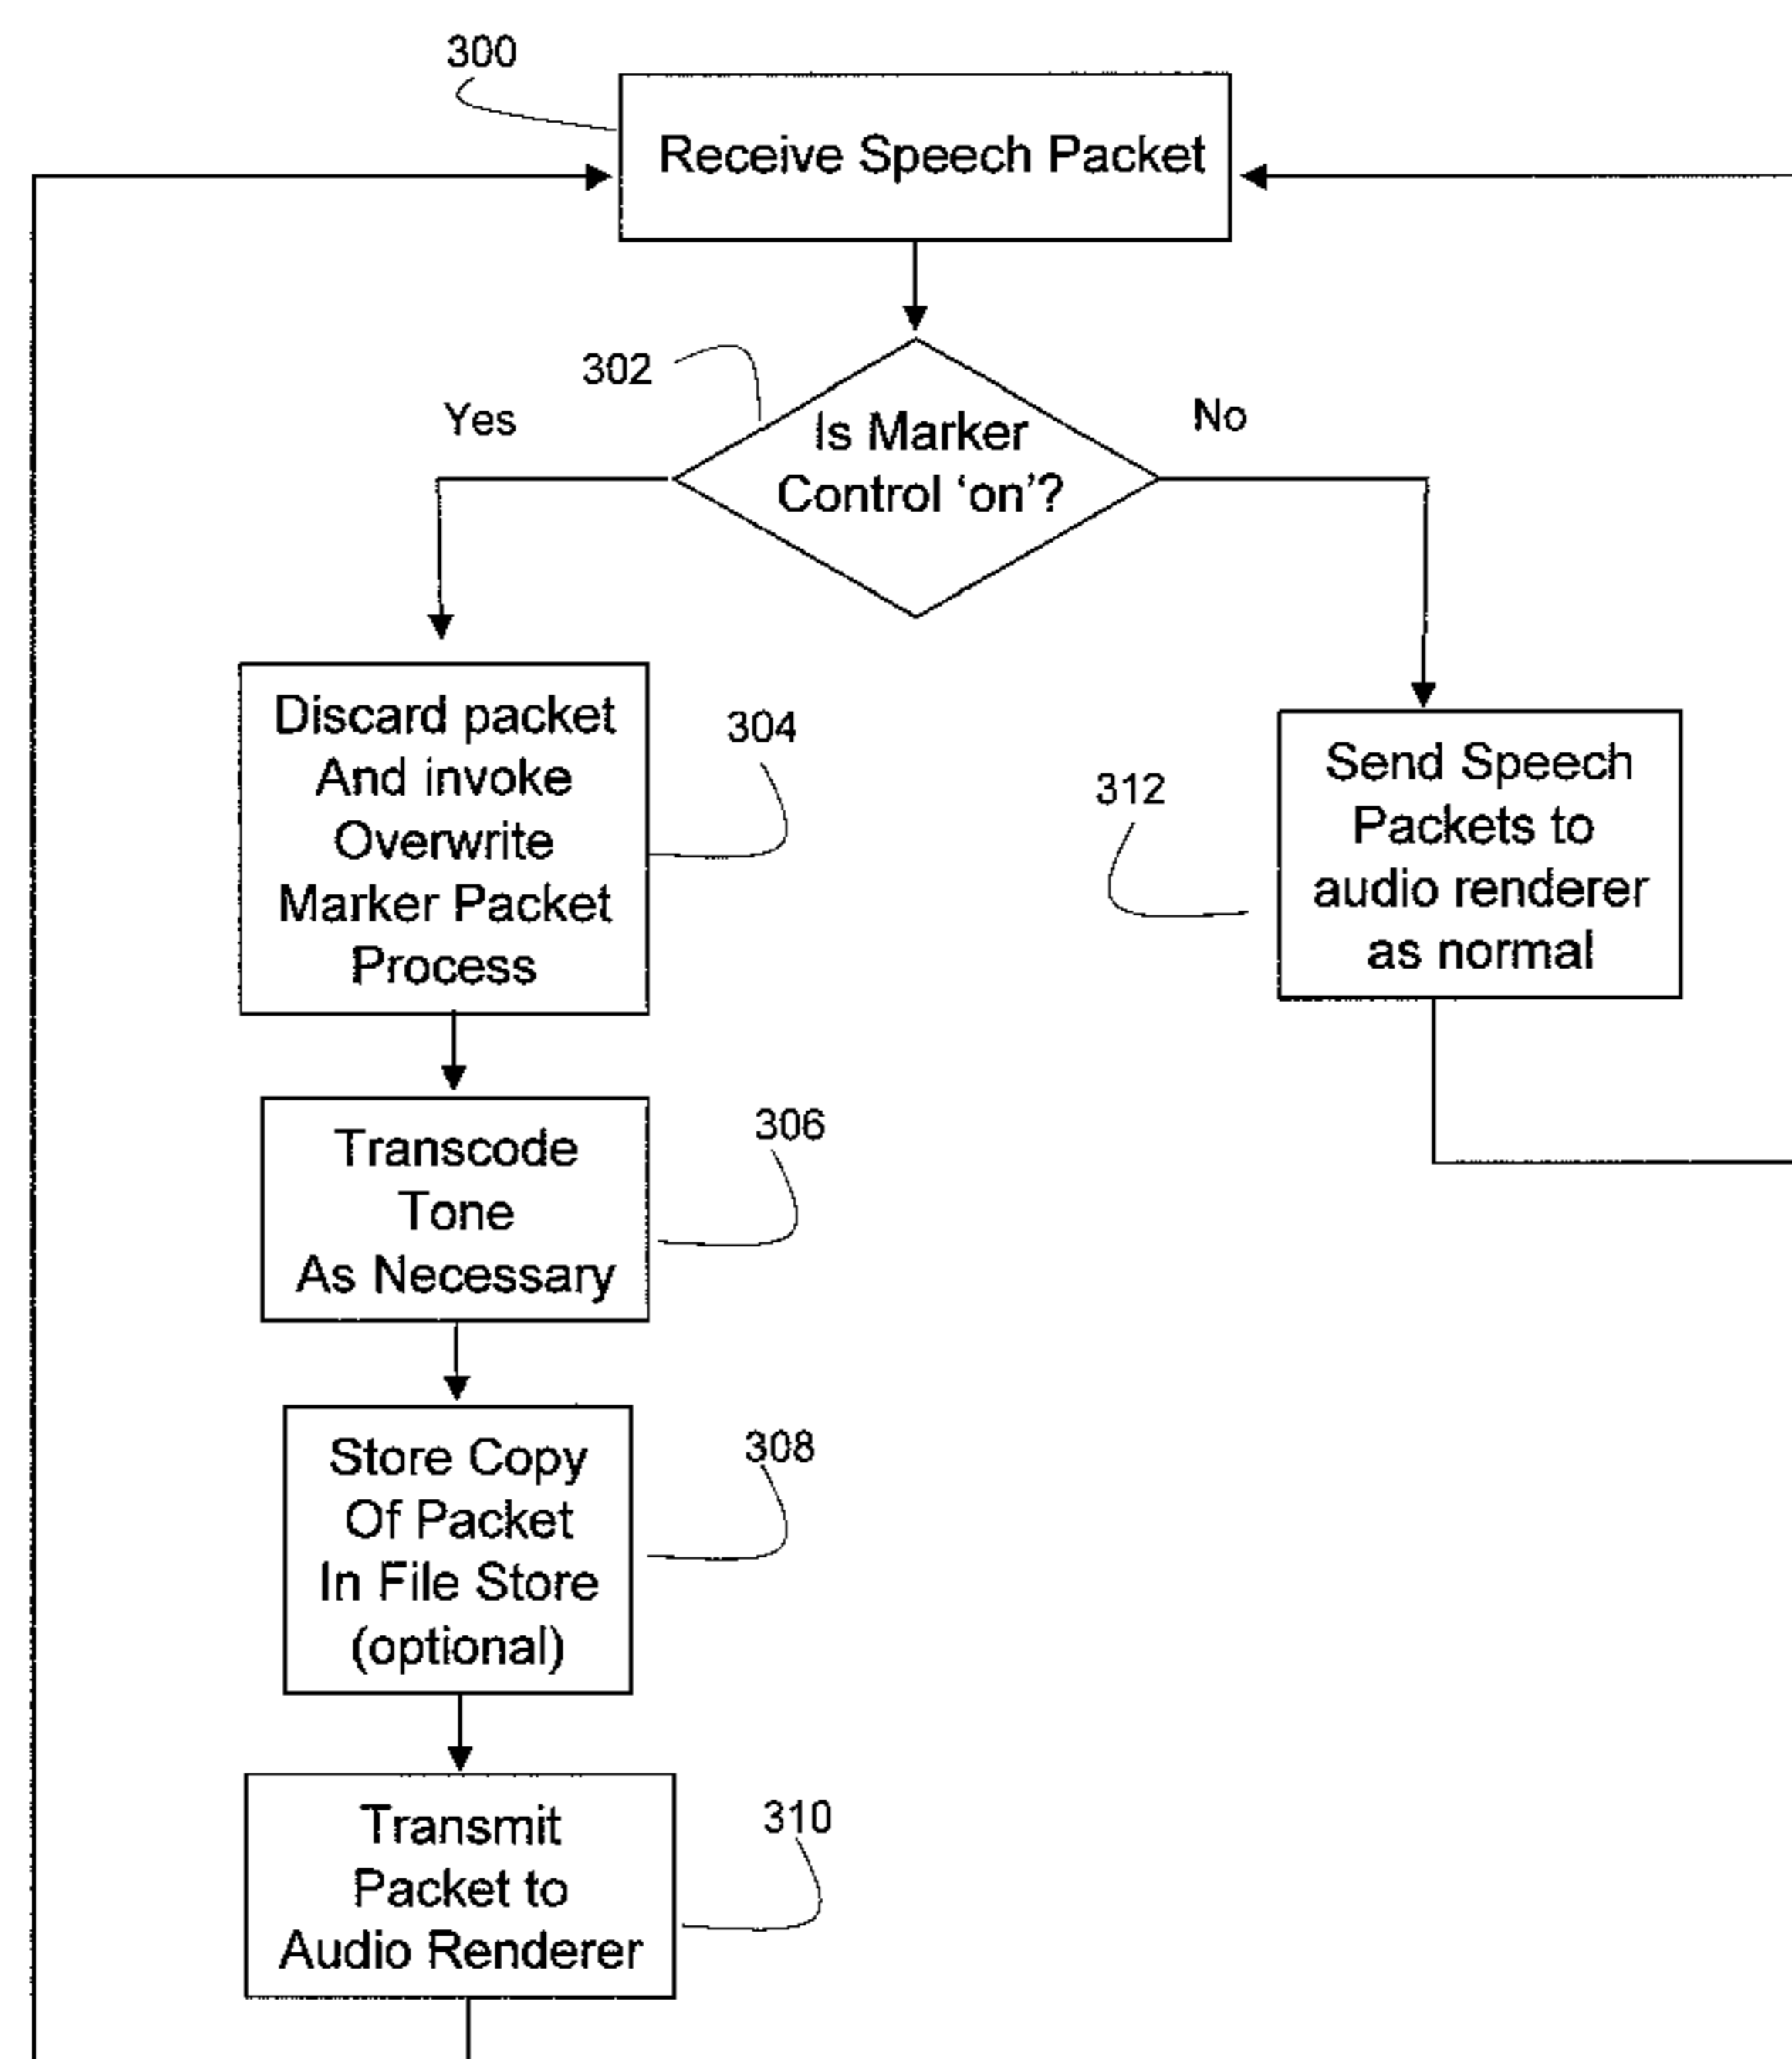 300
Receive Speech Packet
302
Yes
No
Is Marker
Control ‘on’?
Discard packet
And invoke
Overwrite
Marker Packet
Process
304
312
Send Speech
Packets to
audio renderer
as normal
Transcode
Tone
As Necessary
306
Store Copy
Of Packet
In File Store
(optional)
308
Transmit
Packet to
Audio Renderer
310